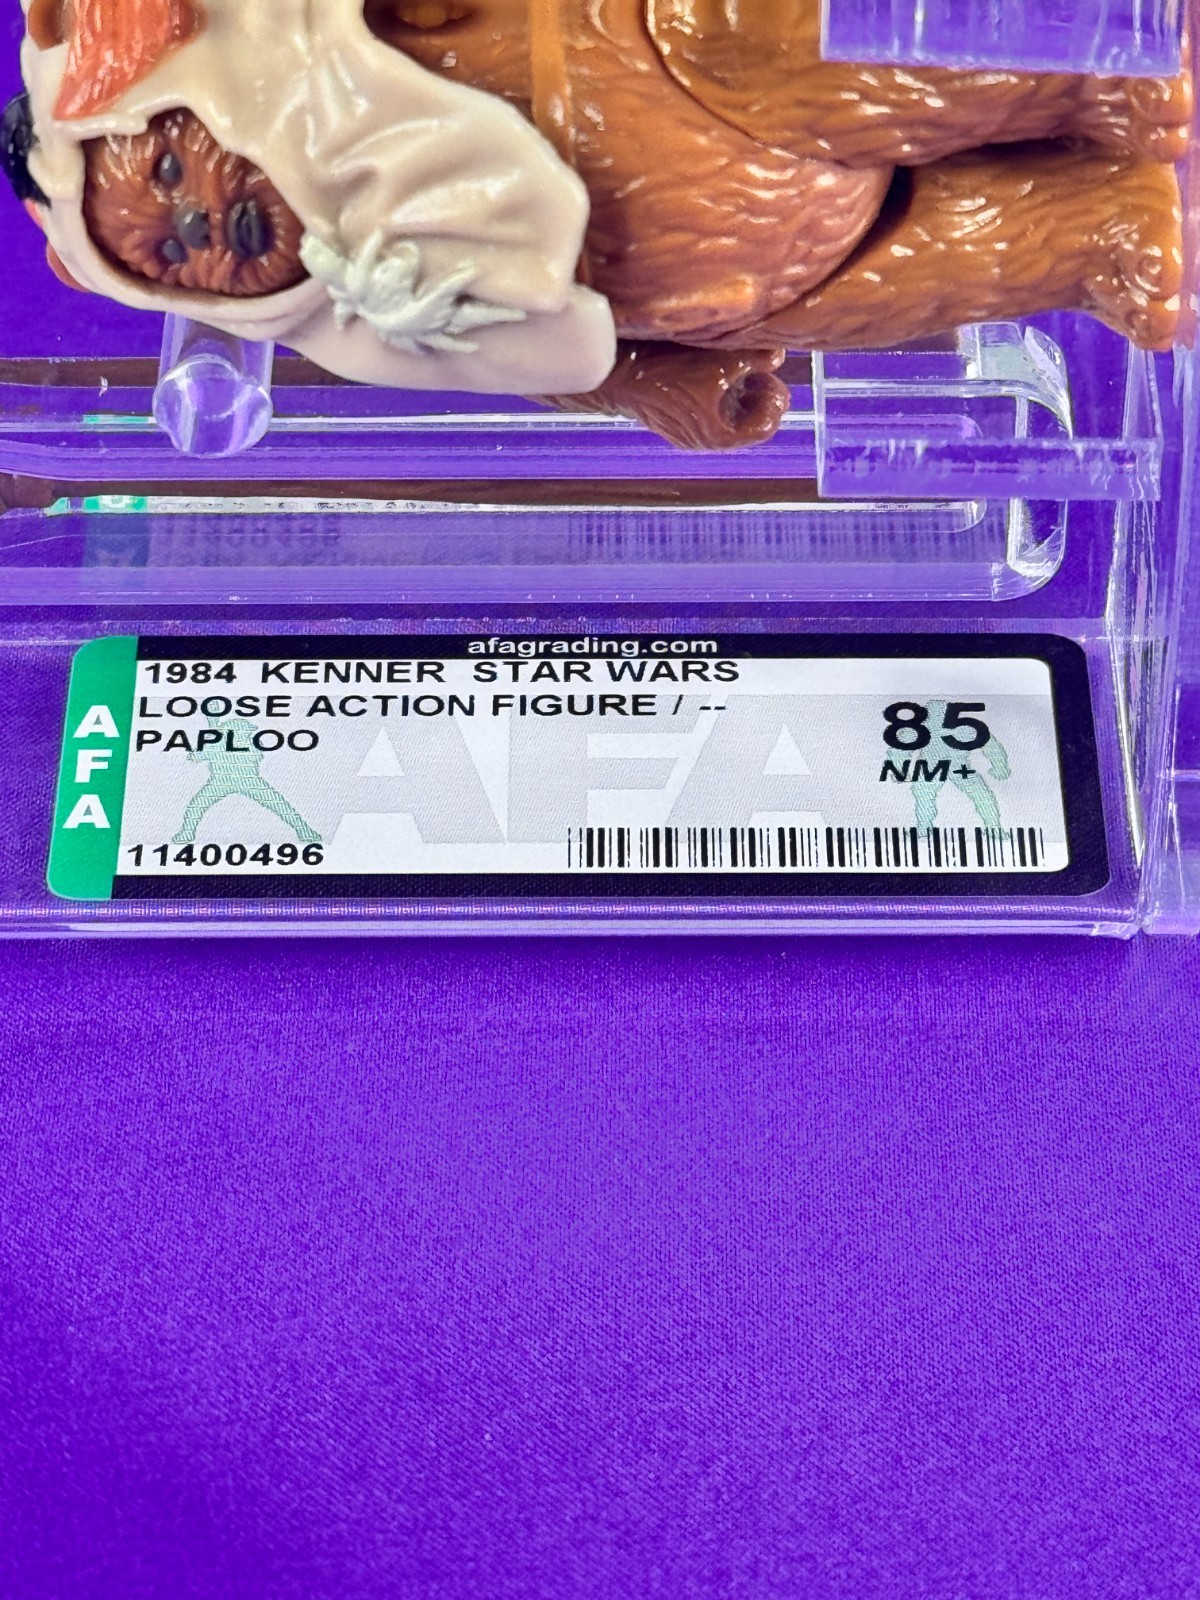 afagrading.com
AFA
1984 KENNER STAR WARS
LOOSE ACTION FIGURE / --
PAPLOO
85
NM+
AFA
11400496